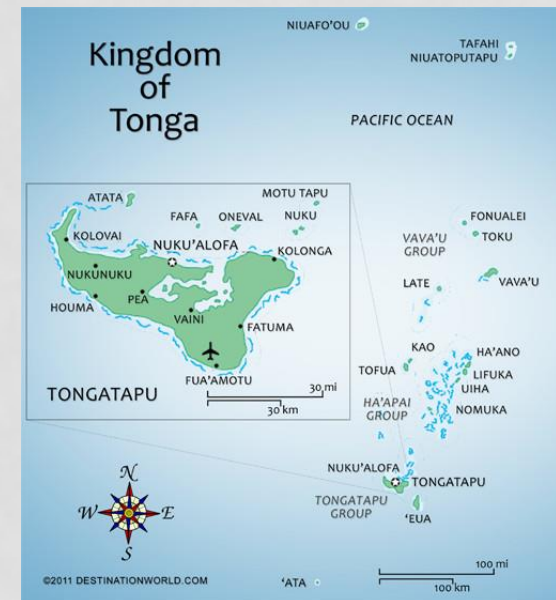 Kingdom
of
Tonga
NIUAFO'OU
TAFAHI
NIUATOPUTAPU
PACIFIC OCEAN
ATATA
MOTU TAPU
FAFA
ONEVAL
NUKU
KOLOVAI
NUKU'ALOFA
KOLONGA
NUKUNUKU
HOUMA
PEA
VAINI
FATUMA
FUA'AMOTU
TONGATAPU
30 mi
30 km
FONUALEI
TOKU
VAVA'U
GROUP
LATE
VAVA'U
KAO
HA'ANO
TOFUA
LIFUKA
UIHA
HA'APAI
GROUP
NOMUKA
NUKU'ALOFA
TONGATAPU
TONGATAPU
GROUP
'EUA
N
W
E
S
100 mi
100 km
©2011 DESTINATIONWORLD.COM
'ATA